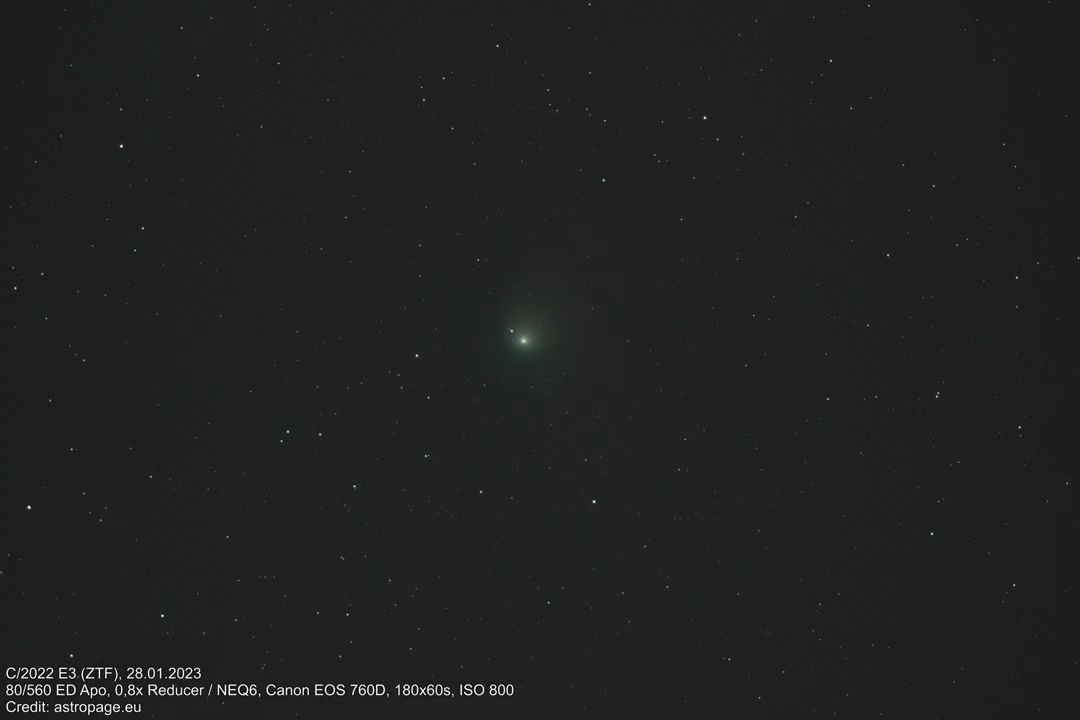 C/2022 E3 (ZTF), 28.01.2023
80/560 ED Apo, 0,8x Reducer / NEQ6, Canon EOS 760D, 180x60s, ISO 800
Credit: astropage.eu